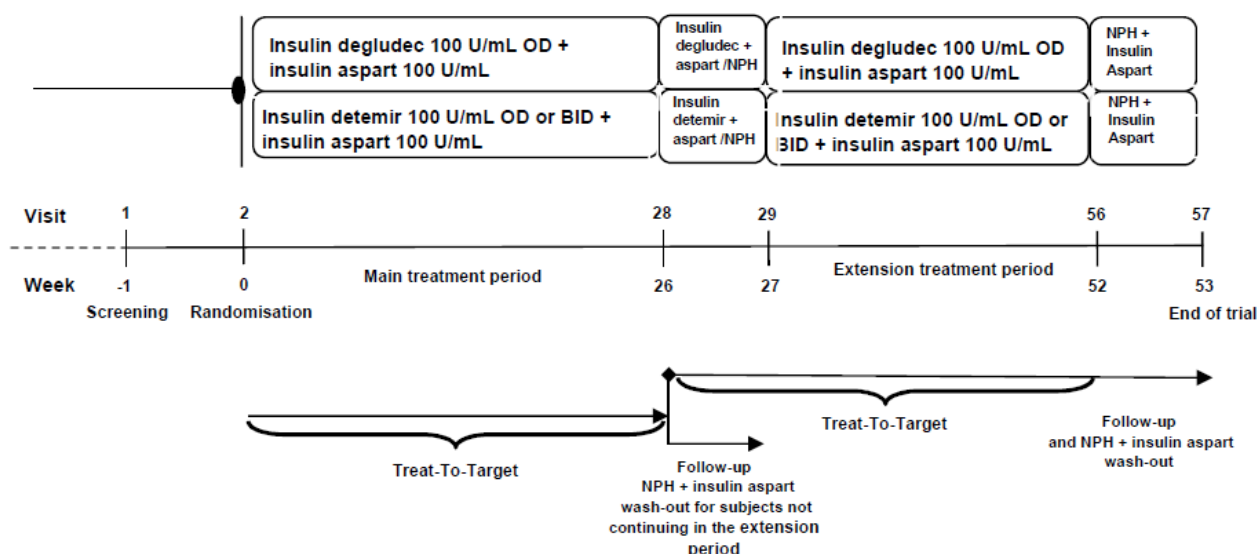 Insulin degludec 100 U/mL OD +
insulin aspart 100 U/mL
Insulin
degludec +
aspart /NPH
Insulin degludec 100 U/mL OD
+ insulin aspart 100 U/mL
NPH +
Insulin
Aspart
Insulin detemir 100 U/mL OD or BID +
insulin aspart 100 U/mL
Insulin
detemir +
aspart /NPH
Insulin detemir 100 U/mL OD or
BID + insulin aspart 100 U/mL
NPH +
Insulin
Aspart
Visit 1 2 28 29 56 57
Main treatment period Extension treatment period
Week -1 0 26 27 52 53
Screening Randomisation End of trial
Treat-To-Target
Follow-up
NPH + insulin aspart
wash-out for subjects not
continuing in the extension
period
Treat-To-Target
Follow-up
and NPH + insulin aspart
wash-out